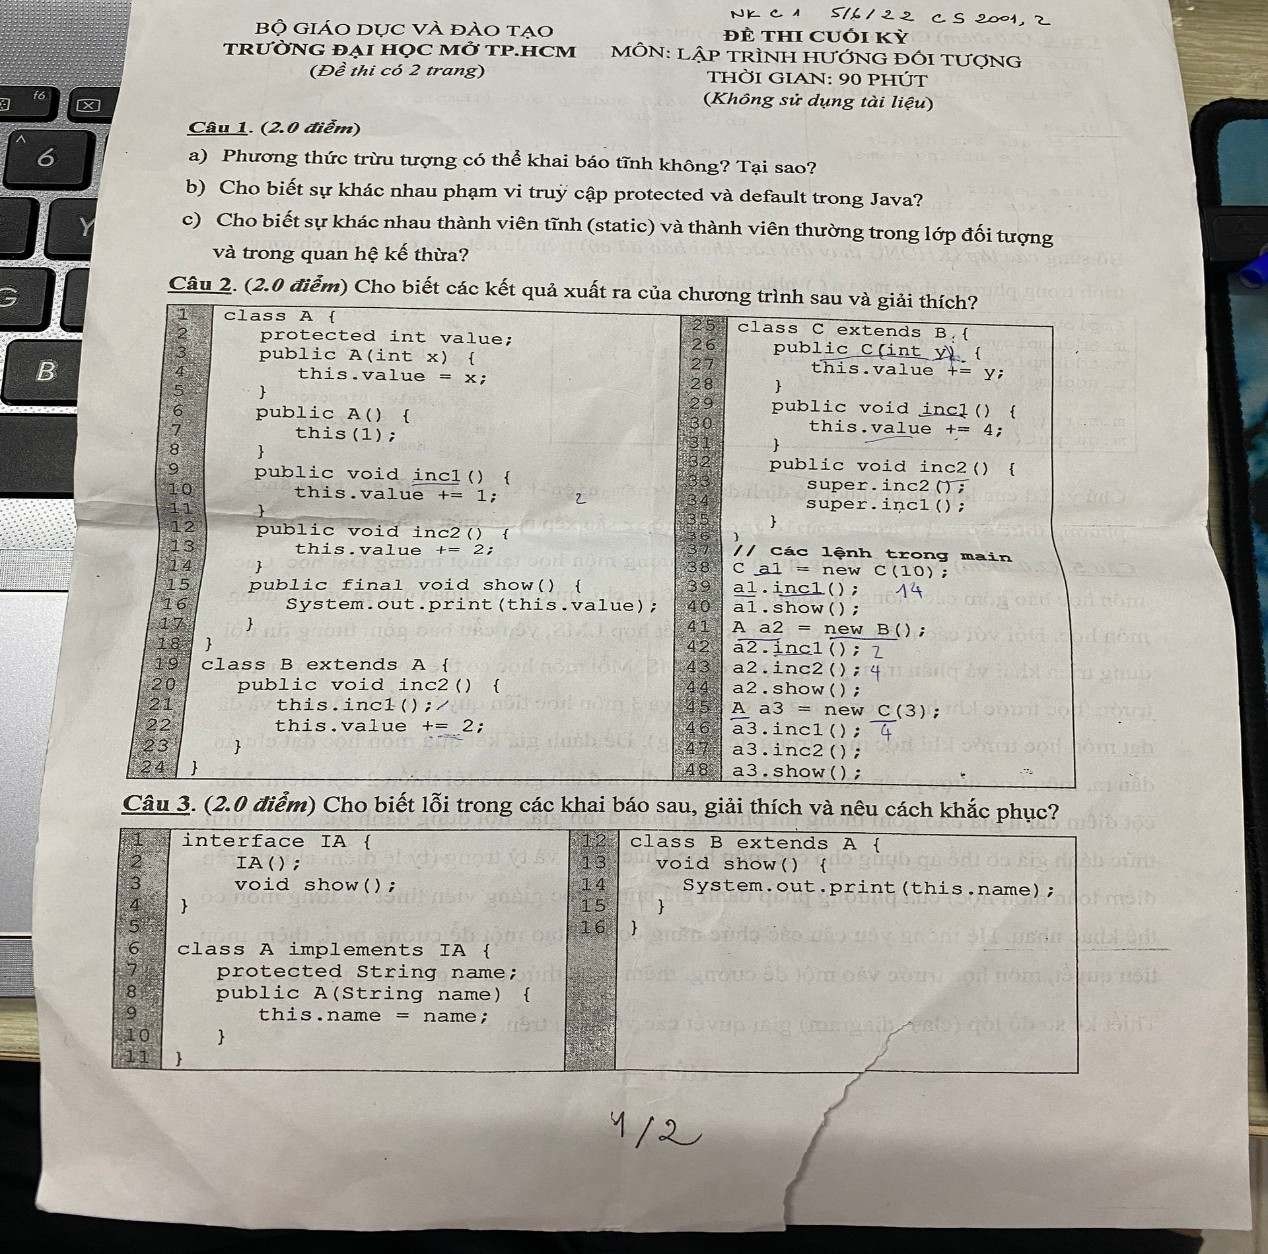 NK C 1 5/6/22 CS 2001, 2
BỘ GIÁO DỤC VÀ ĐÀO TẠO
TRƯỜNG ĐẠI HỌC MỞ TP.HCM
(Đề thi có 2 trang)
ĐỀ THI CUỐI KỲ
MÔN: LẬP TRÌNH HƯỚNG ĐỐI TƯỢNG
THỜI GIAN: 90 PHÚT
(Không sử dụng tài liệu)
Câu 1. (2.0 điểm)
a) Phương thức trừu tượng có thể khai báo tĩnh không? Tại sao?
b) Cho biết sự khác nhau phạm vi truy cập protected và default trong Java?
c) Cho biết sự khác nhau thành viên tĩnh (static) và thành viên thường trong lớp đối tượng
và trong quan hệ kế thừa?
Câu 2. (2.0 điểm) Cho biết các kết quả xuất ra của chương trình sau và giải thích?
1 class A {
2 protected int value;
3 public A(int x) {
4 this.value = x;
5 }
6 public A() {
7 this(1);
8 }
9 public void inc1() {
10 this.value += 1; 2
11 }
12 public void inc2() {
13 this.value += 2;
14 }
15 public final void show() {
16 System.out.print(this.value);
17 }
18 }
19 class B extends A {
20 public void inc2() {
21 this.inc1();
22 this.value += 2;
23 }
24 }
25 class C extends B {
26 public C(int y) {
27 this.value += y;
28 }
29 public void inc1() {
30 this.value += 4;
31 }
32 public void inc2() {
33 super.inc2();
34 super.inc1();
35 }
36 }
37 // Các lệnh trong main
38 C a1 = new C(10);
39 a1.inc1(); 14
40 a1.show();
41 A a2 = new B();
42 a2.inc1(); 2
43 a2.inc2(); 4
44 a2.show();
45 A a3 = new C(3);
46 a3.inc1(); 4
47 a3.inc2();
48 a3.show();
Câu 3. (2.0 điểm) Cho biết lỗi trong các khai báo sau, giải thích và nêu cách khắc phục?
1 interface IA {
2 IA();
3 void show();
4 }
5
6 class A implements IA {
7 protected String name;
8 public A(String name) {
9 this.name = name;
10 }
11 }
12 class B extends A {
13 void show() {
14 System.out.print(this.name);
15 }
16 }
1/2
f6
6
Y
G
B